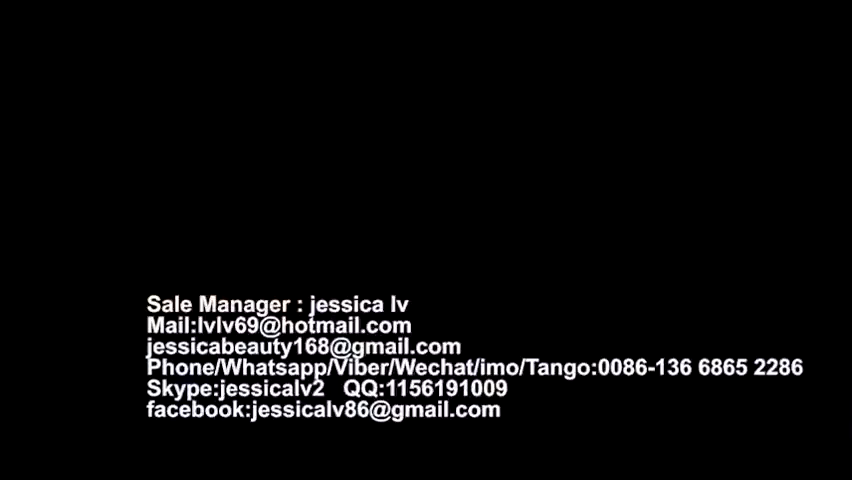 Sale Manager : jessica lv
Mail:lvlv69@hotmail.com
jessicabeauty168@gmail.com
Phone/Whatsapp/Viber/Wechat/imo/Tango:0086-136 6865 2286
Skype:jessicalv2   QQ:1156191009
facebook:jessicalv86@gmail.com